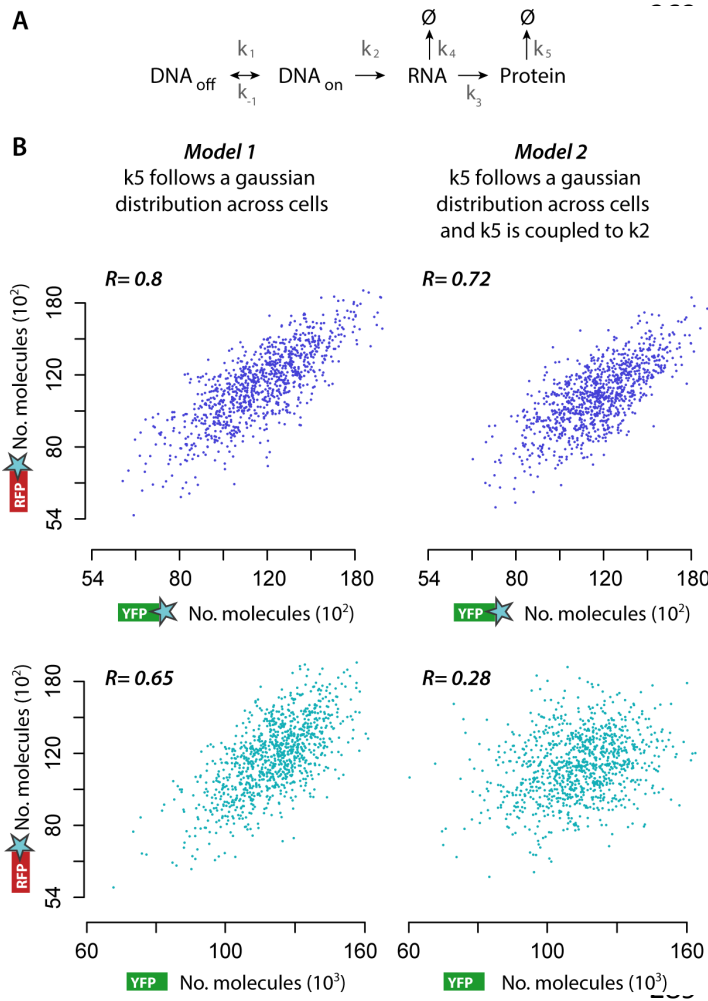 A
Ø Ø
k1 k2 k4 k5
DNA off DNA on RNA Protein
k-1 k3
B
Model 1
k5 follows a gaussian
distribution across cells
Model 2
k5 follows a gaussian
distribution across cells
and k5 is coupled to k2
R= 0.8
R= 0.72
No. molecules (10²)
RFP
180
120
80
54
54 80 120 180
54 80 120 180
YFP No. molecules (10²)
YFP No. molecules (10²)
R= 0.65
R= 0.28
No. molecules (10²)
RFP
180
120
80
54
60 100 160
60 100 160
YFP No. molecules (10³)
YFP No. molecules (10³)